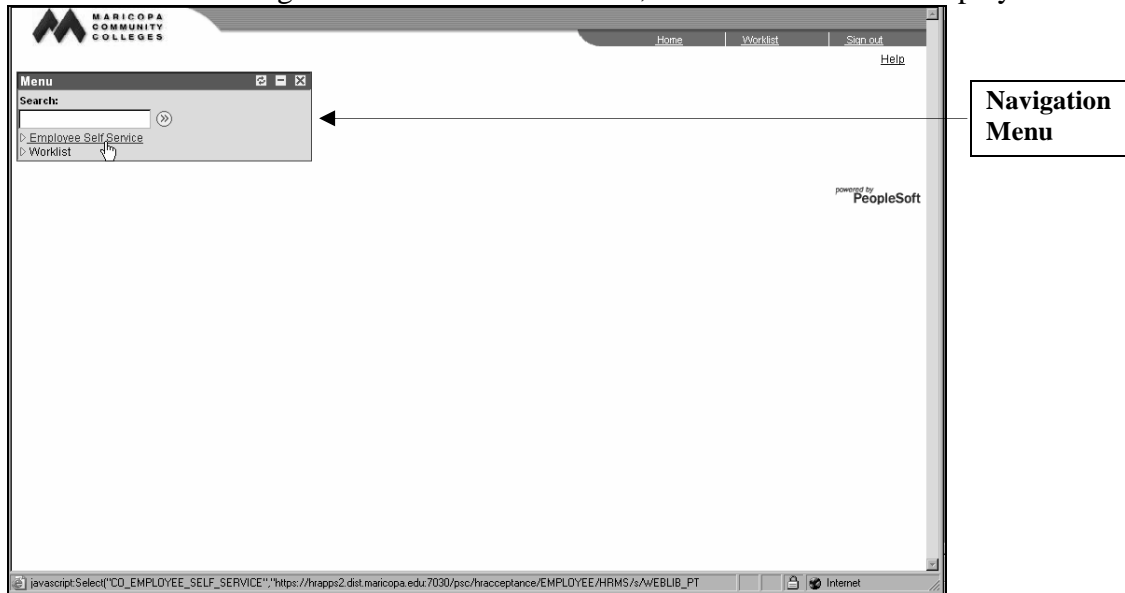 MARICOPA
COMMUNITY
COLLEGES
Home Worklist Sign out
Help
Menu
Search:
Employee Self Service
Worklist
Navigation
Menu
powered by
PeopleSoft
javascript:Select("CO_EMPLOYEE_SELF_SERVICE","https://hrapps2.dist.maricopa.edu:7030/psc/hracceptance/EMPLOYEE/HRMS/s/WEBLIB_PT Internet